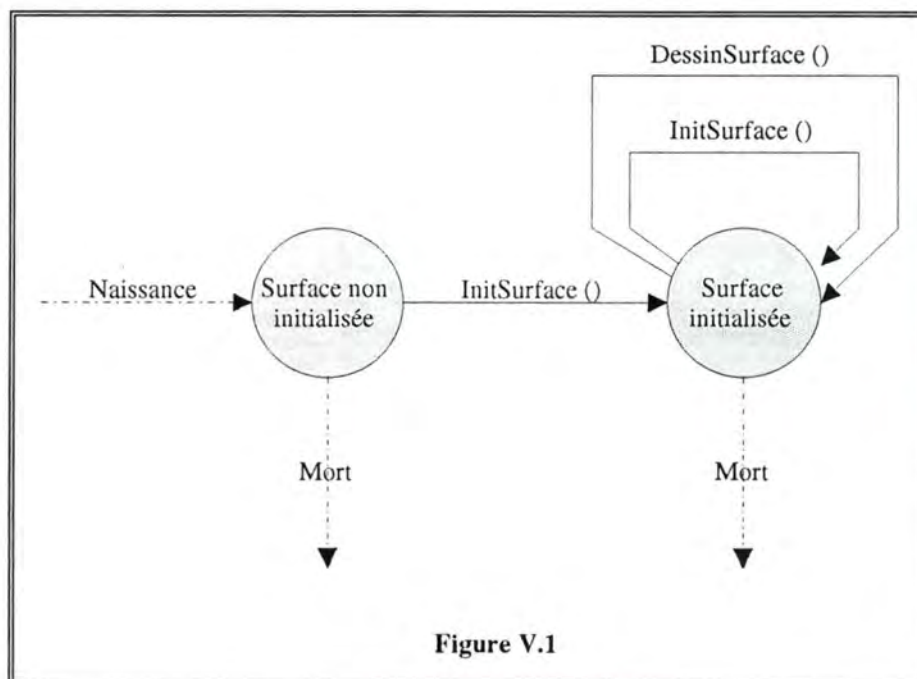 DessinSurface ()
InitSurface ()
Naissance
Surface non
initialisée
InitSurface ()
Surface
initialisée
Mort
Mort
Figure V.1